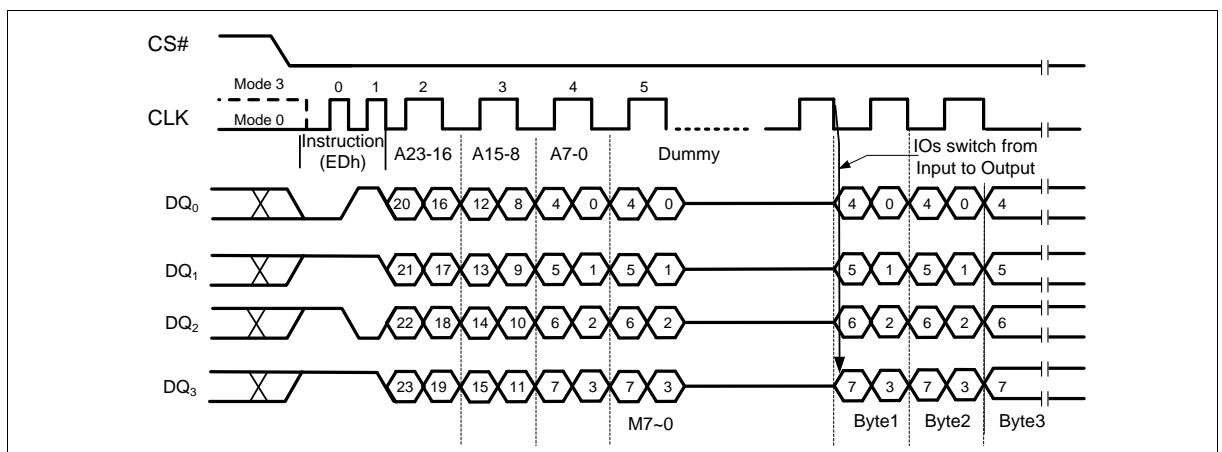 CS#
Mode 3 0 1 2 3 4 5
CLK
Mode 0
Instruction (EDh) A23-16 A15-8 A7-0 Dummy
IOs switch from
Input to Output
DQ0 20 16 12 8 4 0 4 0 4 0 4 0 4
DQ1 21 17 13 9 5 1 5 1 5 1 5 1 5
DQ2 22 18 14 10 6 2 6 2 6 2 6 2 6
DQ3 23 19 15 11 7 3 7 3 7 3 7 3 7
M7~0 Byte1 Byte2 Byte3